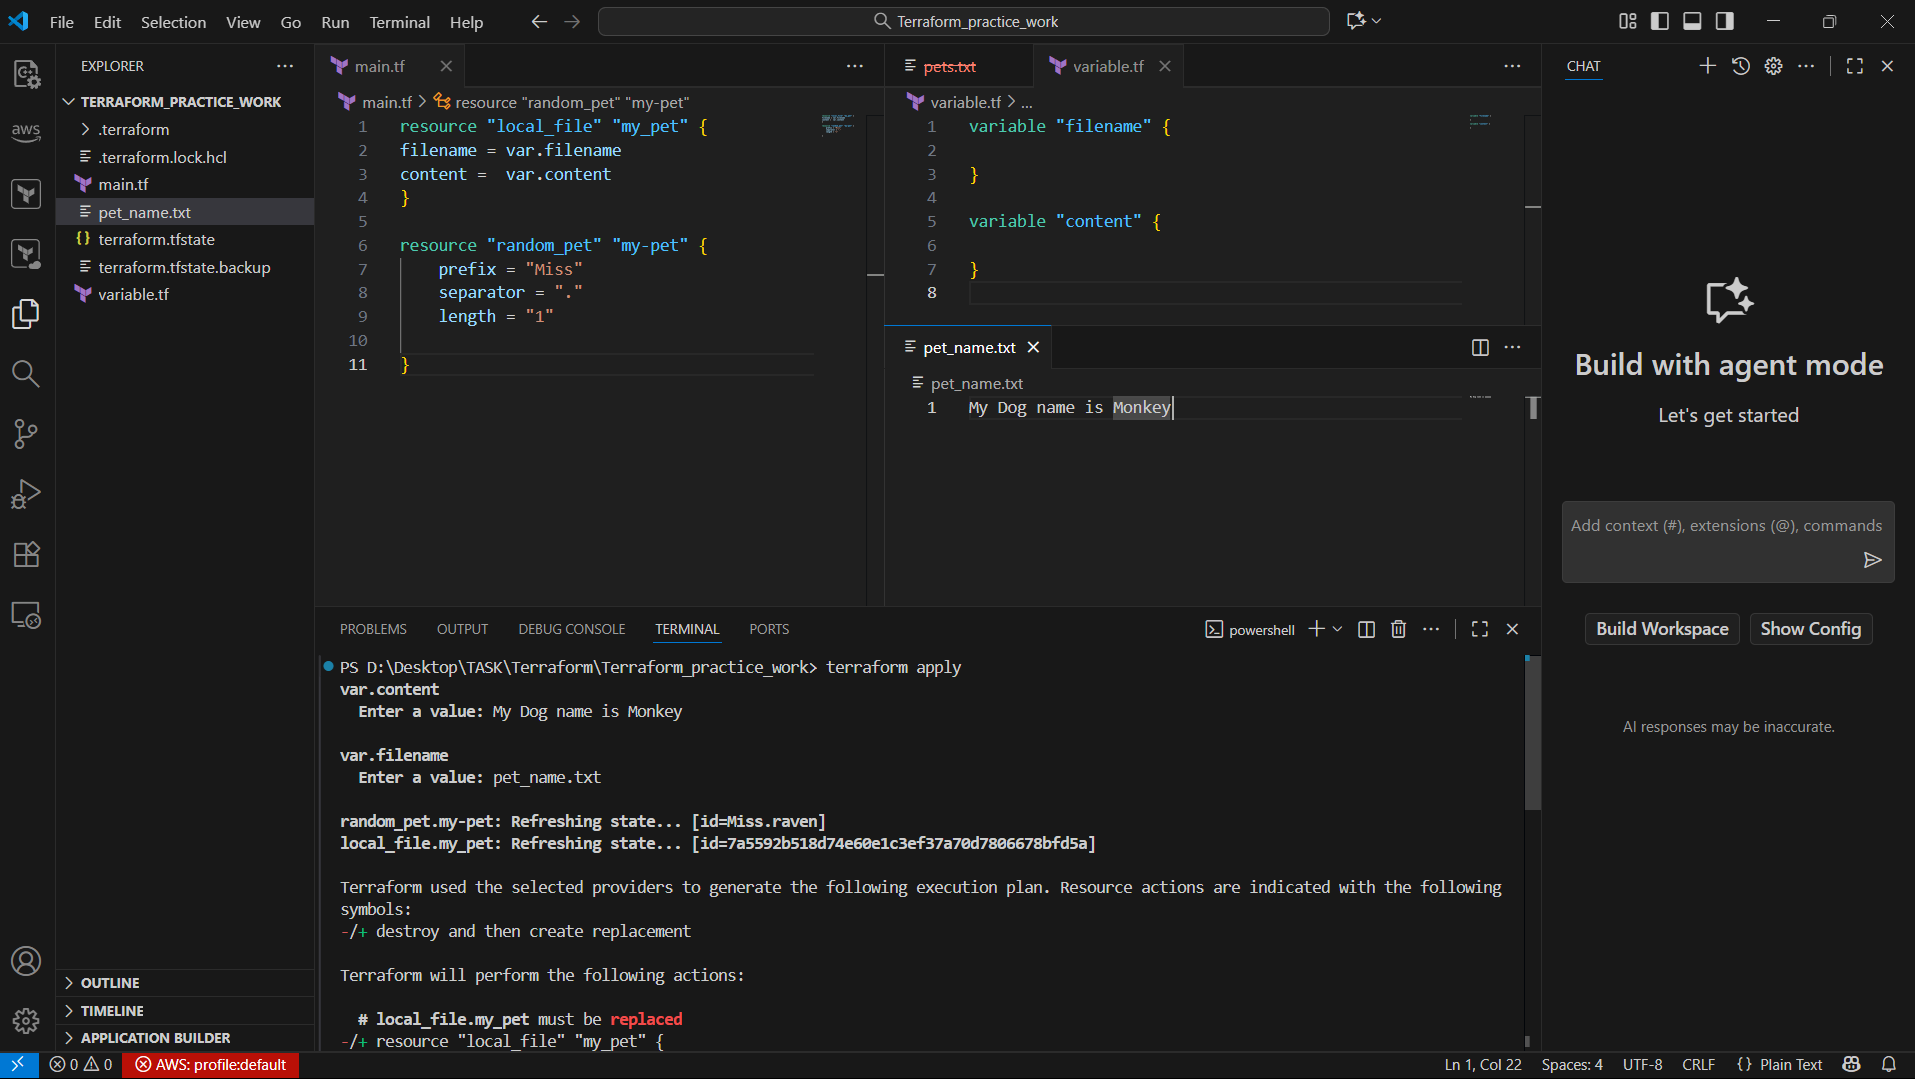 File Edit Selection View Go Run Terminal Help
Terraform_practice_work
EXPLORER
TERRAFORM_PRACTICE_WORK
.terraform
.terraform.lock.hcl
main.tf
pet_name.txt
terraform.tfstate
terraform.tfstate.backup
variable.tf
OUTLINE
TIMELINE
APPLICATION BUILDER
aws
main.tf
main.tf > resource "random_pet" "my-pet"
1 resource "local_file" "my_pet" {
2 filename = var.filename
3 content =  var.content
4 }
5
6 resource "random_pet" "my-pet" {
7     prefix = "Miss"
8     separator = "."
9     length = "1"
10
11 }
pets.txt
variable.tf
variable.tf > ...
1 variable "filename" {
2
3 }
4
5 variable "content" {
6
7 }
8
pet_name.txt
pet_name.txt
1 My Dog name is Monkey
PROBLEMS OUTPUT DEBUG CONSOLE TERMINAL PORTS
powershell
PS D:\Desktop\TASK\Terraform\Terraform_practice_work> terraform apply
var.content
  Enter a value: My Dog name is Monkey
var.filename
  Enter a value: pet_name.txt
random_pet.my-pet: Refreshing state... [id=Miss.raven]
local_file.my_pet: Refreshing state... [id=7a5592b518d74e60e1c3ef37a70d7806678bfd5a]
Terraform used the selected providers to generate the following execution plan. Resource actions are indicated with the following
symbols:
-/+ destroy and then create replacement
Terraform will perform the following actions:
  # local_file.my_pet must be replaced
-/+ resource "local_file" "my_pet" {
CHAT
Build with agent mode
Let's get started
Add context (#), extensions (@), commands
Build Workspace Show Config
AI responses may be inaccurate.
0 0 AWS: profile:default
Ln 1, Col 22 Spaces: 4 UTF-8 CRLF {} Plain Text